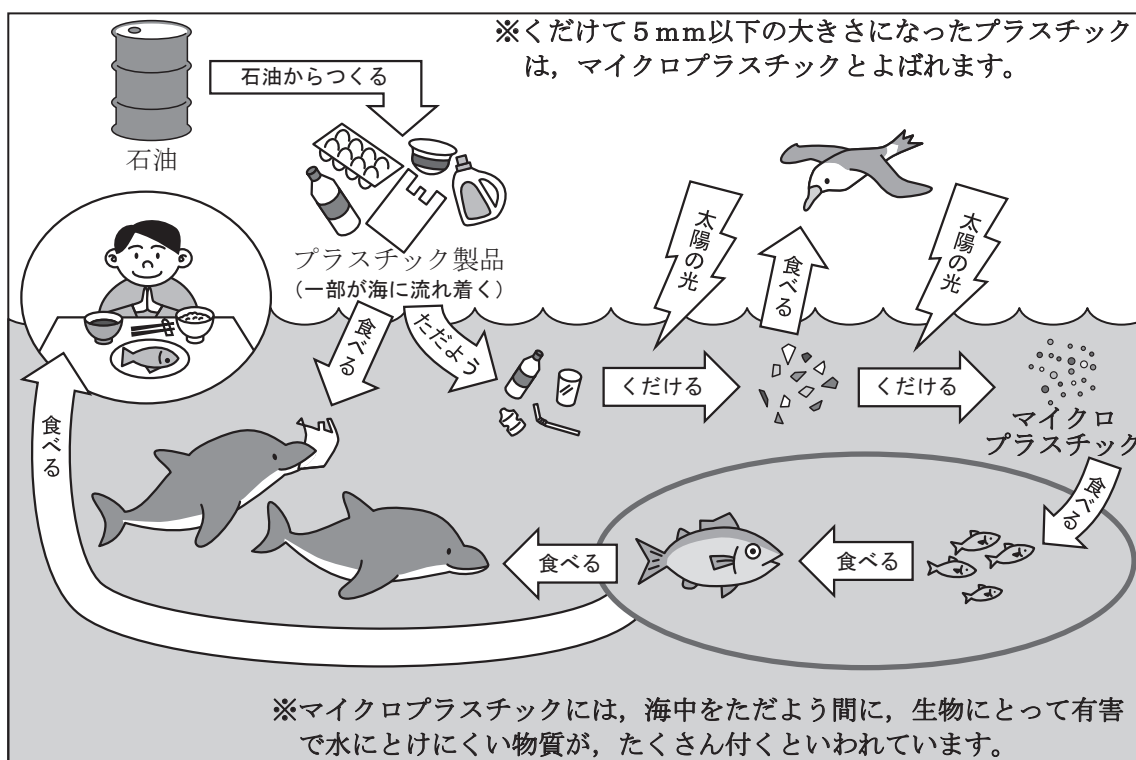 ※くだけて５mm以下の大きさになったプラスチック
は，マイクロプラスチックとよばれます。
石油からつくる
石油
プラスチック製品
（一部が海に流れ着く）
太陽の光
食べる
太陽の光
食べる
ただよう
くだける
くだける
マイクロ
プラスチック
食べる
食べる
食べる
食べる
※マイクロプラスチックには，海中をただよう間に，生物にとって有害
で水にとけにくい物質が，たくさん付くといわれています。